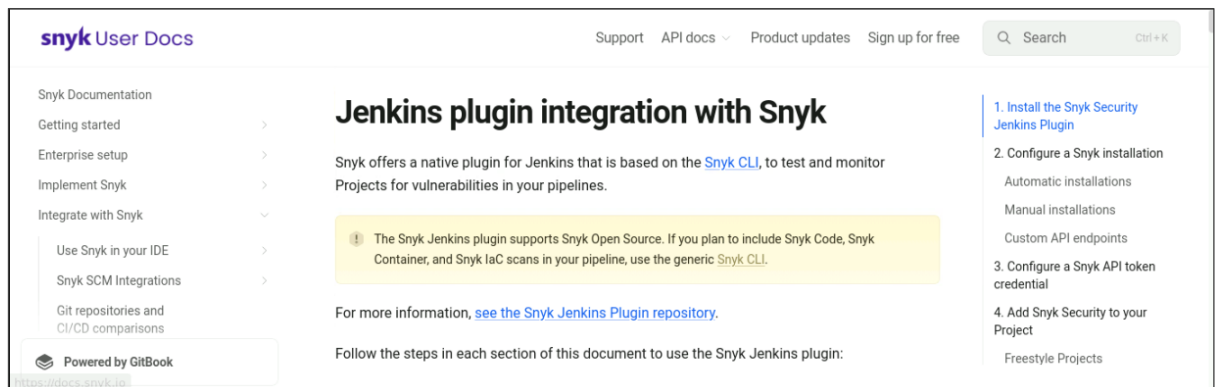 snyk User Docs
Support API docs Product updates Sign up for free Search Ctrl + K
Snyk Documentation
Getting started
Enterprise setup
Implement Snyk
Integrate with Snyk
Use Snyk in your IDE
Snyk SCM Integrations
Git repositories and
CI/CD comparisons
Powered by GitBook
https://docs.snyk.io
Jenkins plugin integration with Snyk
Snyk offers a native plugin for Jenkins that is based on the Snyk CLI, to test and monitor
Projects for vulnerabilities in your pipelines.
The Snyk Jenkins plugin supports Snyk Open Source. If you plan to include Snyk Code, Snyk
Container, and Snyk IaC scans in your pipeline, use the generic Snyk CLI.
For more information, see the Snyk Jenkins Plugin repository.
Follow the steps in each section of this document to use the Snyk Jenkins plugin:
1. Install the Snyk Security
Jenkins Plugin
2. Configure a Snyk installation
Automatic installations
Manual installations
Custom API endpoints
3. Configure a Snyk API token
credential
4. Add Snyk Security to your
Project
Freestyle Projects